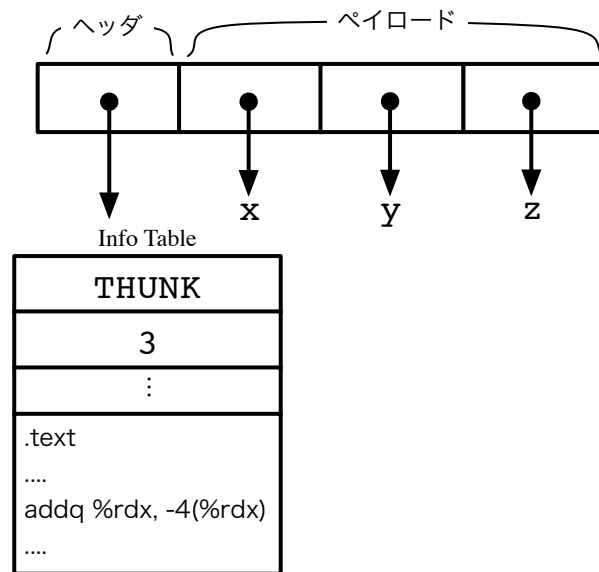 ヘッダ ペイロード
x y z
Info Table
THUNK
3
⋮
.text
....
addq %rdx, -4(%rdx)
....